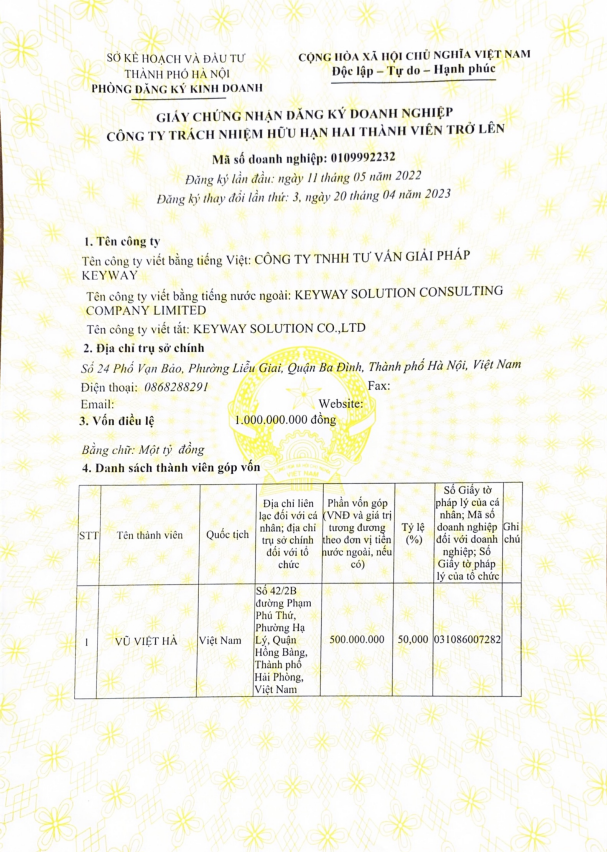 SỞ KẾ HOẠCH VÀ ĐẦU TƯ
THÀNH PHỐ HÀ NỘI
PHÒNG ĐĂNG KÝ KINH DOANH
CỘNG HÒA XÃ HỘI CHỦ NGHĨA VIỆT NAM
Độc lập – Tự do – Hạnh phúc
GIẤY CHỨNG NHẬN ĐĂNG KÝ DOANH NGHIỆP
CÔNG TY TRÁCH NHIỆM HỮU HẠN HAI THÀNH VIÊN TRỞ LÊN
Mã số doanh nghiệp: 0109992232
Đăng ký lần đầu: ngày 11 tháng 05 năm 2022
Đăng ký thay đổi lần thứ: 3, ngày 20 tháng 04 năm 2023
1. Tên công ty
Tên công ty viết bằng tiếng Việt: CÔNG TY TNHH TƯ VẤN GIẢI PHÁP
KEYWAY
Tên công ty viết bằng tiếng nước ngoài: KEYWAY SOLUTION CONSULTING
COMPANY LIMITED
Tên công ty viết tắt: KEYWAY SOLUTION CO.,LTD
2. Địa chỉ trụ sở chính
Số 24 Phố Vạn Bảo, Phường Liễu Giai, Quận Ba Đình, Thành phố Hà Nội, Việt Nam
Điện thoại: 0868288291 Fax:
Email: Website:
3. Vốn điều lệ 1.000.000.000 đồng
Bằng chữ: Một tỷ đồng
4. Danh sách thành viên góp vốn
STT
Tên thành viên
Quốc tịch
Địa chỉ liên
lạc đối với cá
nhân; địa chỉ
trụ sở chính
đối với tổ
chức
Phần vốn góp
(VNĐ và giá trị
tương đương
theo đơn vị tiền
nước ngoài, nếu
có)
Tỷ lệ
(%)
Số Giấy tờ
pháp lý của cá
nhân; Mã số
doanh nghiệp
đối với doanh
nghiệp; Số
Giấy tờ pháp
lý của tổ chức
Ghi
chú
1
VŨ VIỆT HÀ
Việt Nam
Số 42/2B
đường Phạm
Phú Thứ,
Phường Hạ
Lý, Quận
Hồng Bàng,
Thành phố
Hải Phòng,
Việt Nam
500.000.000
50,000
031086007282
VIỆT NAM